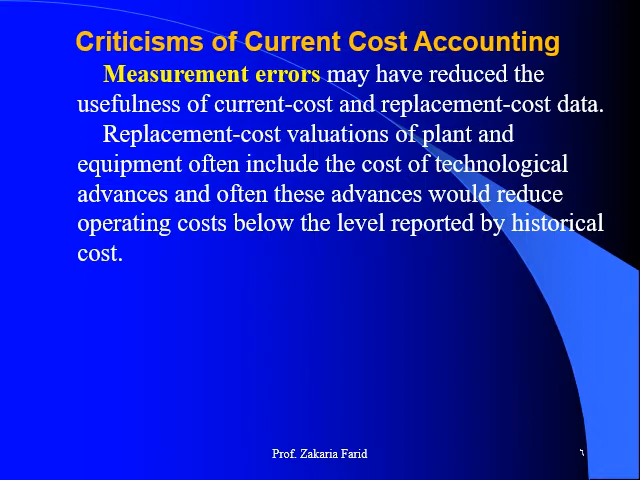 Criticisms of Current Cost Accounting
Measurement errors may have reduced the
usefulness of current-cost and replacement-cost data.
Replacement-cost valuations of plant and
equipment often include the cost of technological
advances and often these advances would reduce
operating costs below the level reported by historical
cost.
Prof. Zakaria Farid
٦